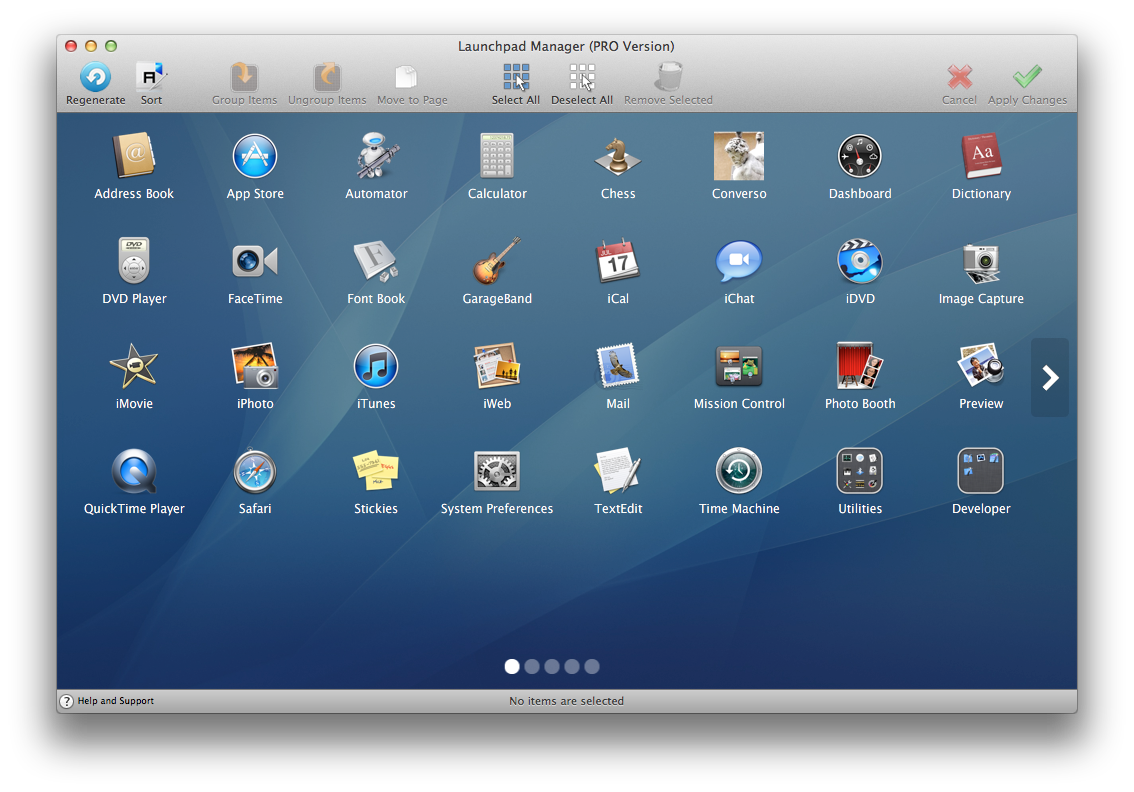 Launchpad Manager (PRO Version)
Regenerate Sort Group Items Ungroup Items Move to Page Select All Deselect All Remove Selected Cancel Apply Changes
Address Book App Store Automator Calculator Chess Converso Dashboard Dictionary
DVD Player FaceTime Font Book GarageBand iCal iChat iDVD Image Capture
iMovie iPhoto iTunes iWeb Mail Mission Control Photo Booth Preview
QuickTime Player Safari Stickies System Preferences TextEdit Time Machine Utilities Developer
? Help and Support No items are selected